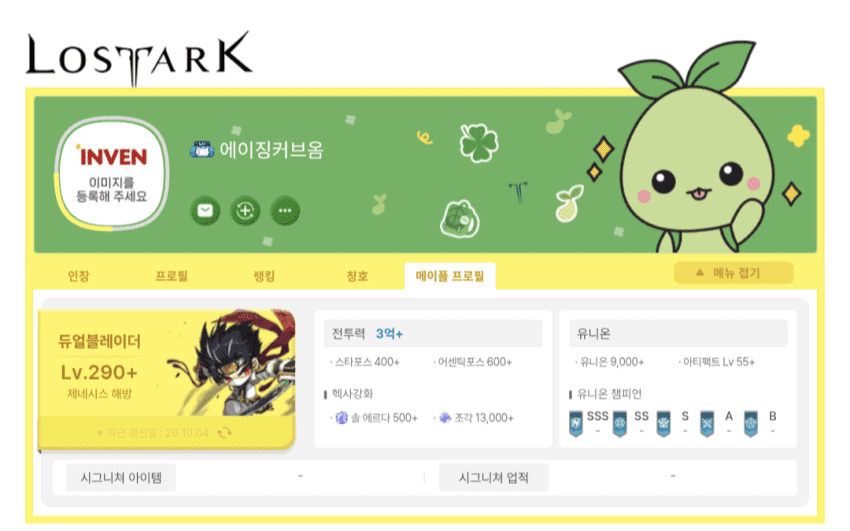 LOSTARK
INVEN
이미지를
등록해 주세요
에이징커브옴
인장
프로필
랭킹
칭호
메이플 프로필
▲ 메뉴 접기
듀얼블레이더
Lv.290+
제네시스 해방
최근 갱신일 : 26.10.04
전투력 3억+
· 스타포스 400+ · 어센틱포스 600+
헥사강화
· 솔 에르다 500+ · 조각 13,000+
유니온
· 유니온 9,000+ · 아티팩트 Lv 55+
유니온 챔피언
SSS SS S A B
- - - - -
시그니쳐 아이템 -
시그니쳐 업적 -